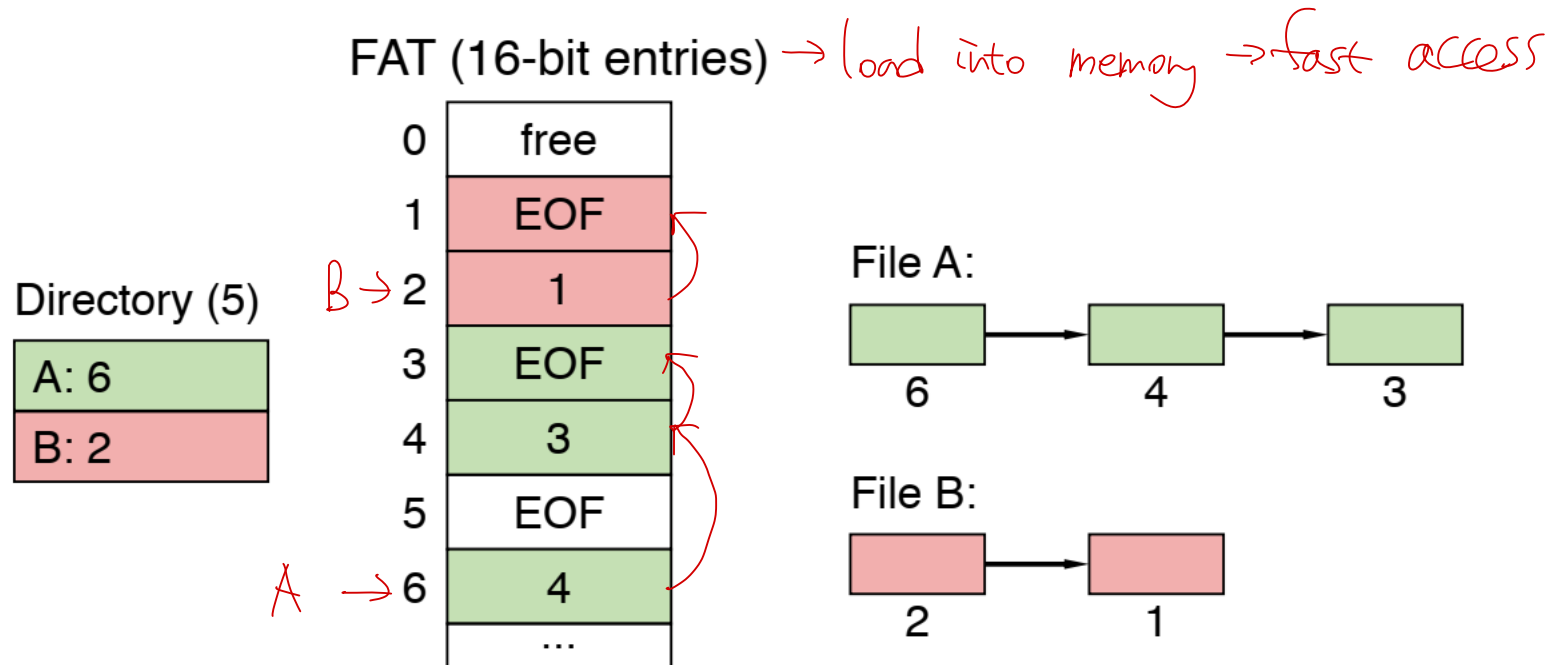 FAT (16-bit entries) → load into memory → fast access
0 free
1 EOF
B → 2 1
3 EOF
4 3
5 EOF
A → 6 4
...
Directory (5)
A: 6
B: 2
File A:
6 4 3
File B:
2 1